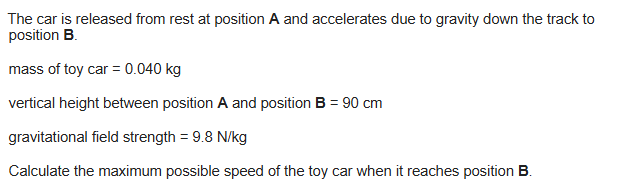 The car is released from rest at position A and accelerates due to gravity down the track to
position B.
mass of toy car = 0.040 kg
vertical height between position A and position B = 90 cm
gravitational field strength = 9.8 N/kg
Calculate the maximum possible speed of the toy car when it reaches position B.